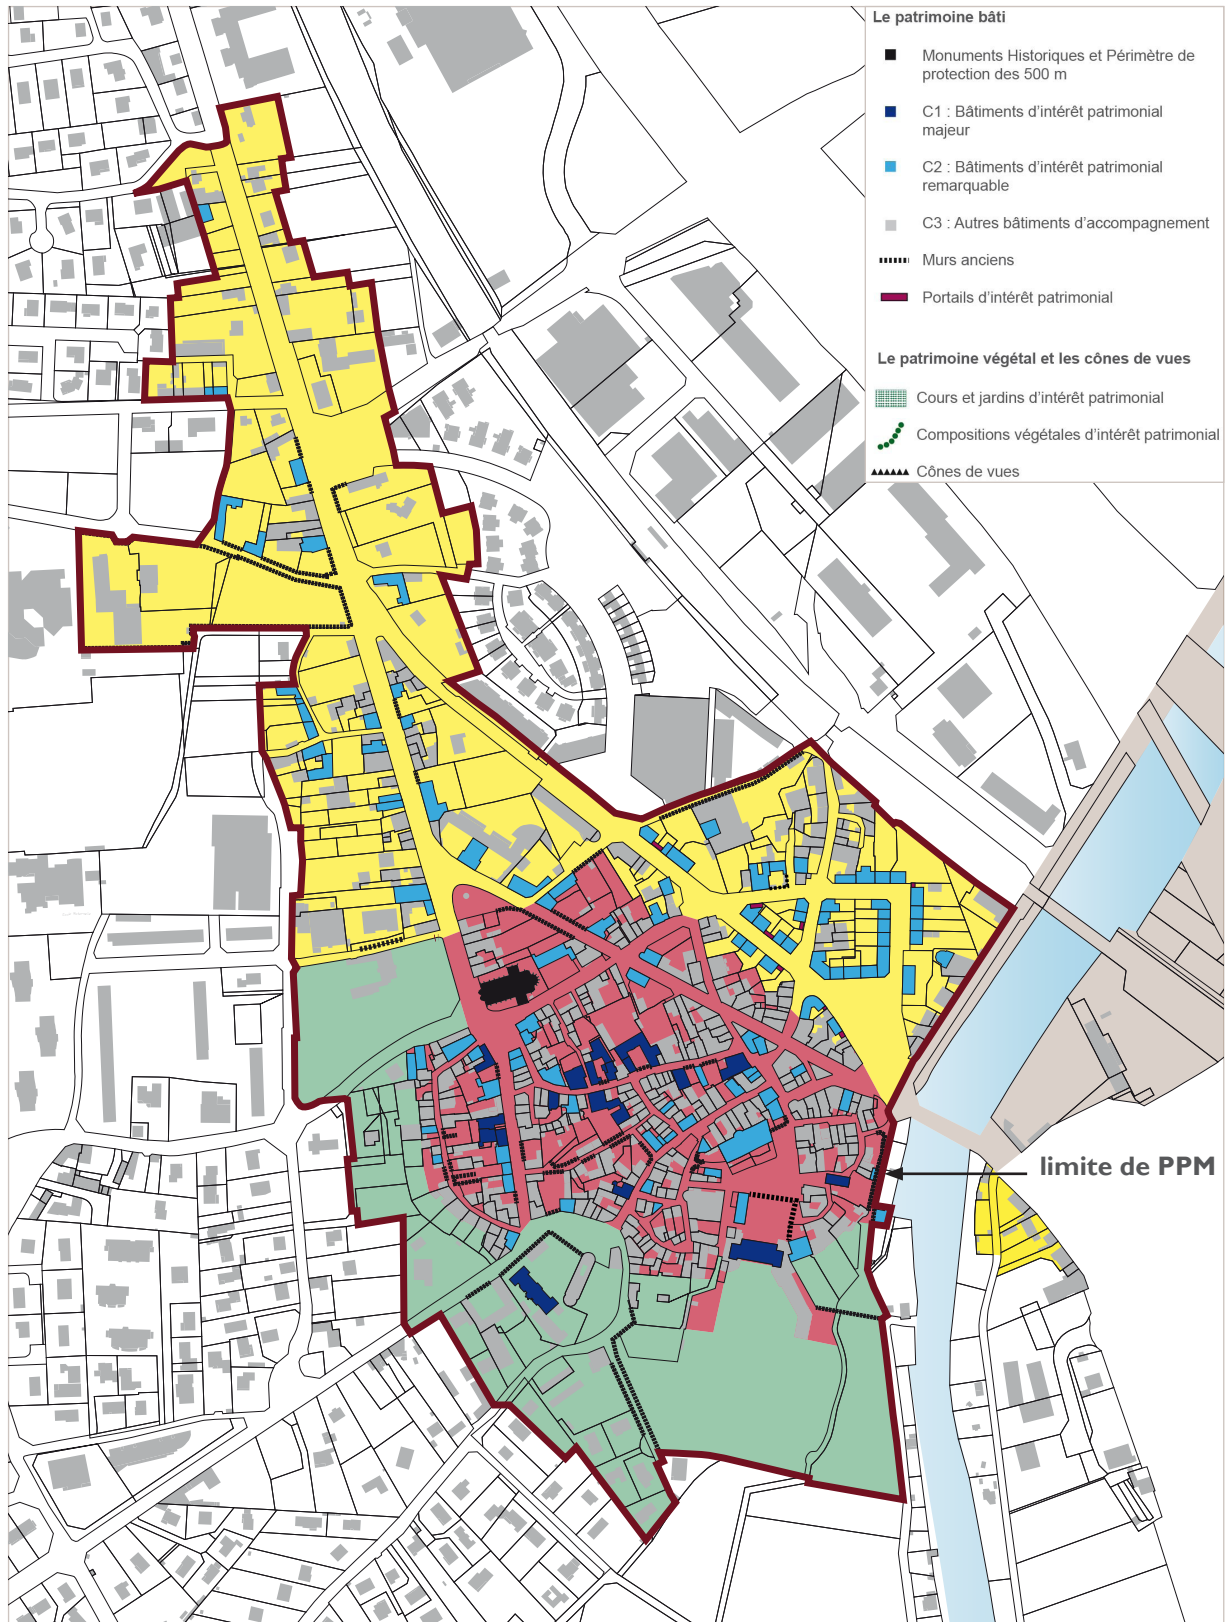 Le patrimoine bâti
Monuments Historiques et Périmètre de
protection des 500 m
C1 : Bâtiments d'intérêt patrimonial
majeur
C2 : Bâtiments d'intérêt patrimonial
remarquable
C3 : Autres bâtiments d'accompagnement
Murs anciens
Portails d'intérêt patrimonial
Le patrimoine végétal et les cônes de vues
Cours et jardins d'intérêt patrimonial
Compositions végétales d'intérêt patrimonial
Cônes de vues
limite de PPM